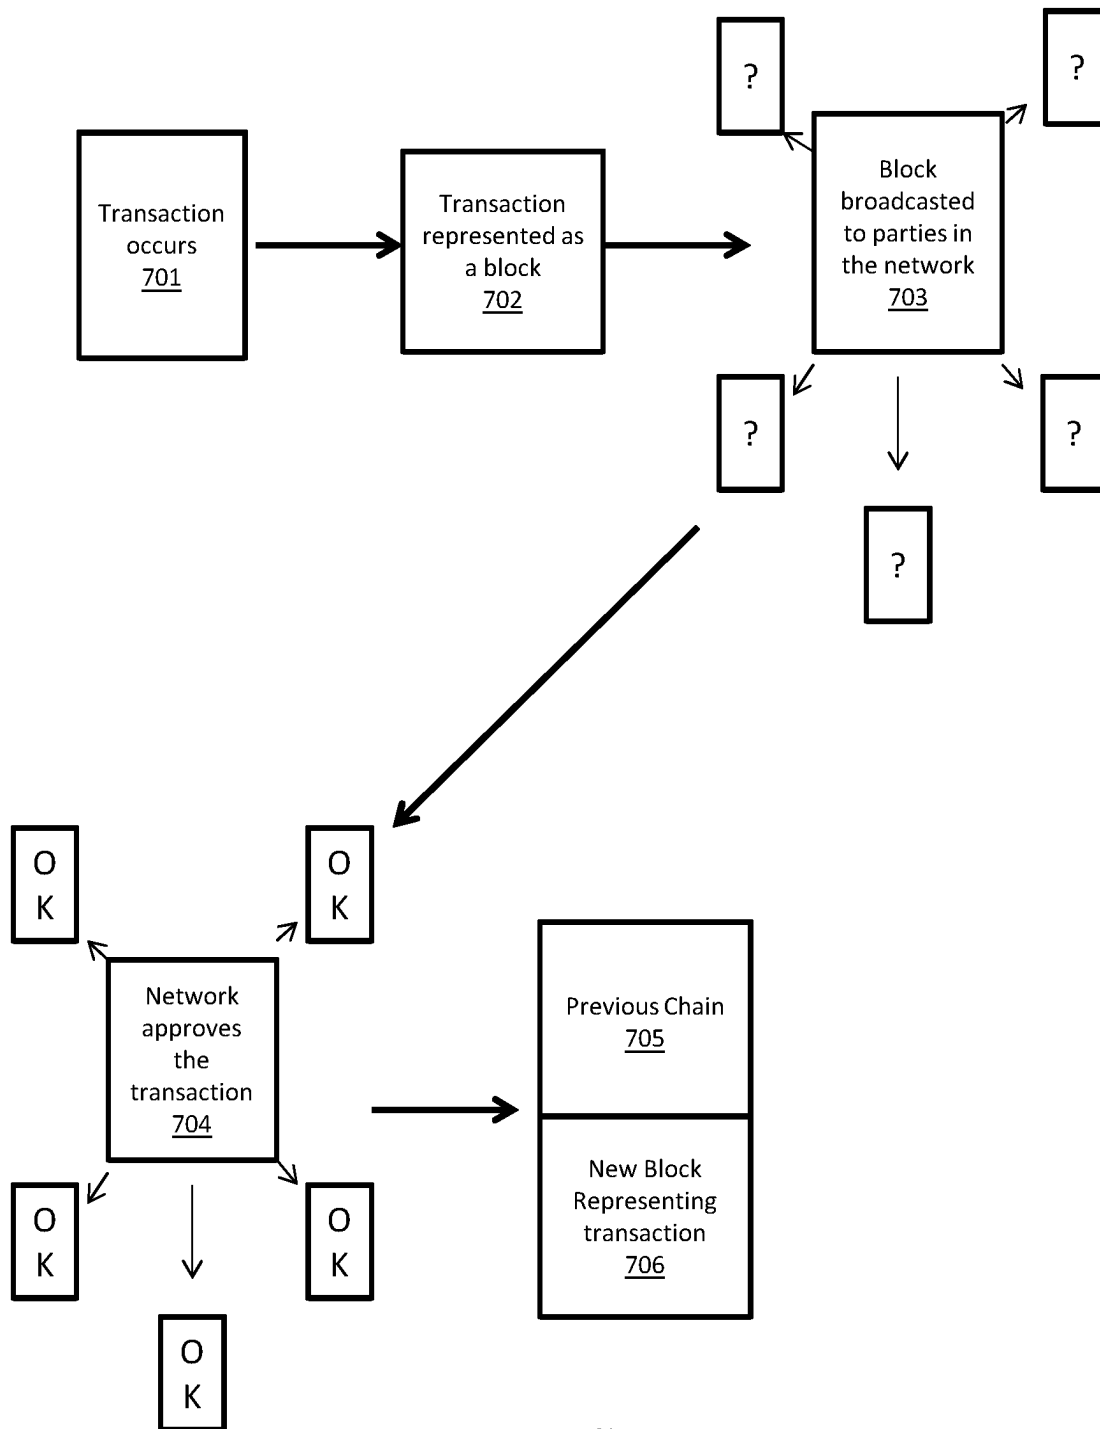 ?
?
Transaction
occurs
701
Transaction
represented as
a block
702
Block
broadcasted
to parties in
the network
703
?
?
?
O
K
O
K
Network
approves
the
transaction
704
Previous Chain
705
New Block
Representing
transaction
706
O
K
O
K
O
K